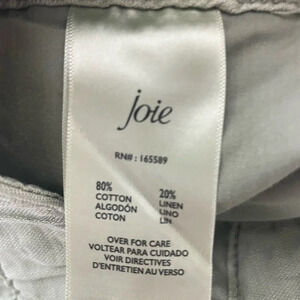 joie
RN#: 165589
80% 20%
COTTON LINEN
ALGODÓN LINO
COTON LIN
OVER FOR CARE
VOLTEAR PARA CUIDADO
VOIR DIRECTIVES
D'ENTRETIEN AU VERSO